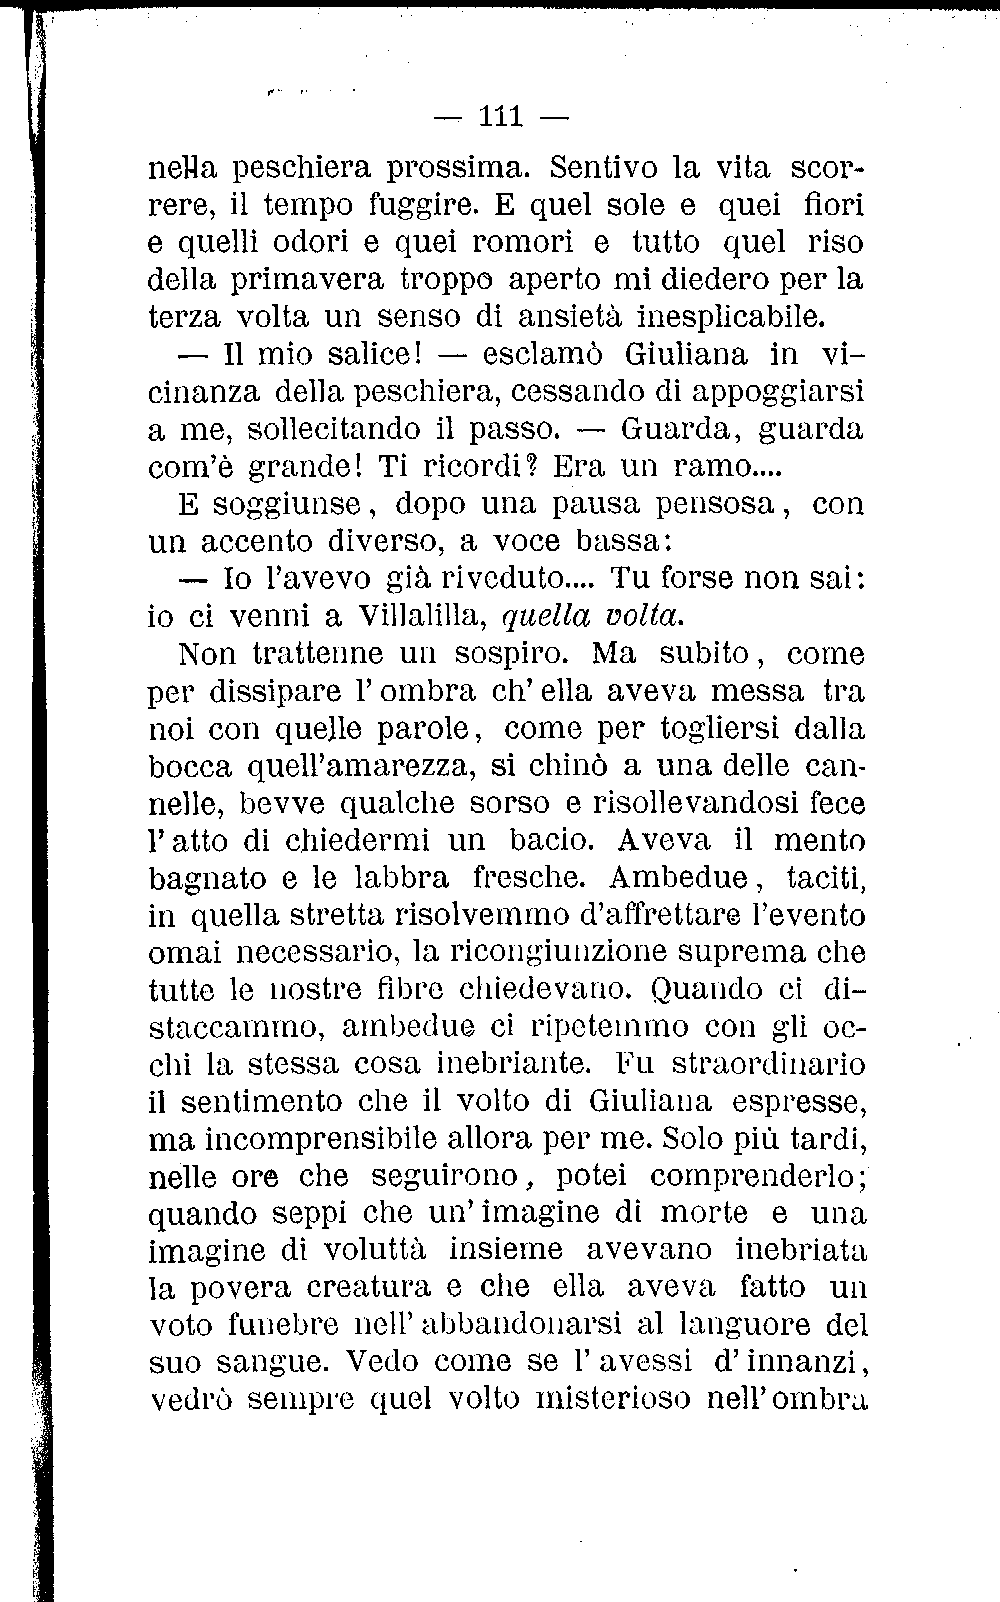 — 111 —
nella peschiera prossima. Sentivo la vita scor-
rere, il tempo fuggire. E quel sole e quei fiori
e quelli odori e quei romori e tutto quel riso
della primavera troppo aperto mi diedero per la
terza volta un senso di ansietà inesplicabile.
— Il mio salice! — esclamò Giuliana in vi-
cinanza della peschiera, cessando di appoggiarsi
a me, sollecitando il passo. — Guarda, guarda
com'è grande! Ti ricordi? Era un ramo....
E soggiunse, dopo una pausa pensosa, con
un accento diverso, a voce bassa:
— Io l'avevo già riveduto.... Tu forse non sai:
io ci venni a Villalilla, quella volta.
Non trattenne un sospiro. Ma subito, come
per dissipare l'ombra ch'ella aveva messa tra
noi con quelle parole, come per togliersi dalla
bocca quell'amarezza, si chinò a una delle can-
nelle, bevve qualche sorso e risollevandosi fece
l'atto di chiedermi un bacio. Aveva il mento
bagnato e le labbra fresche. Ambedue, taciti,
in quella stretta risolvemmo d'affrettare l'evento
omai necessario, la ricongiunzione suprema che
tutte le nostre fibre chiedevano. Quando ci di-
staccammo, ambedue ci ripetemmo con gli oc-
chi la stessa cosa inebriante. Fu straordinario
il sentimento che il volto di Giuliana espresse,
ma incomprensibile allora per me. Solo più tardi,
nelle ore che seguirono, potei comprenderlo;
quando seppi che un'imagine di morte e una
imagine di voluttà insieme avevano inebriata
la povera creatura e che ella aveva fatto un
voto funebre nell'abbandonarsi al languore del
suo sangue. Vedo come se l'avessi d'innanzi,
vedrò sempre quel volto misterioso nell'ombra